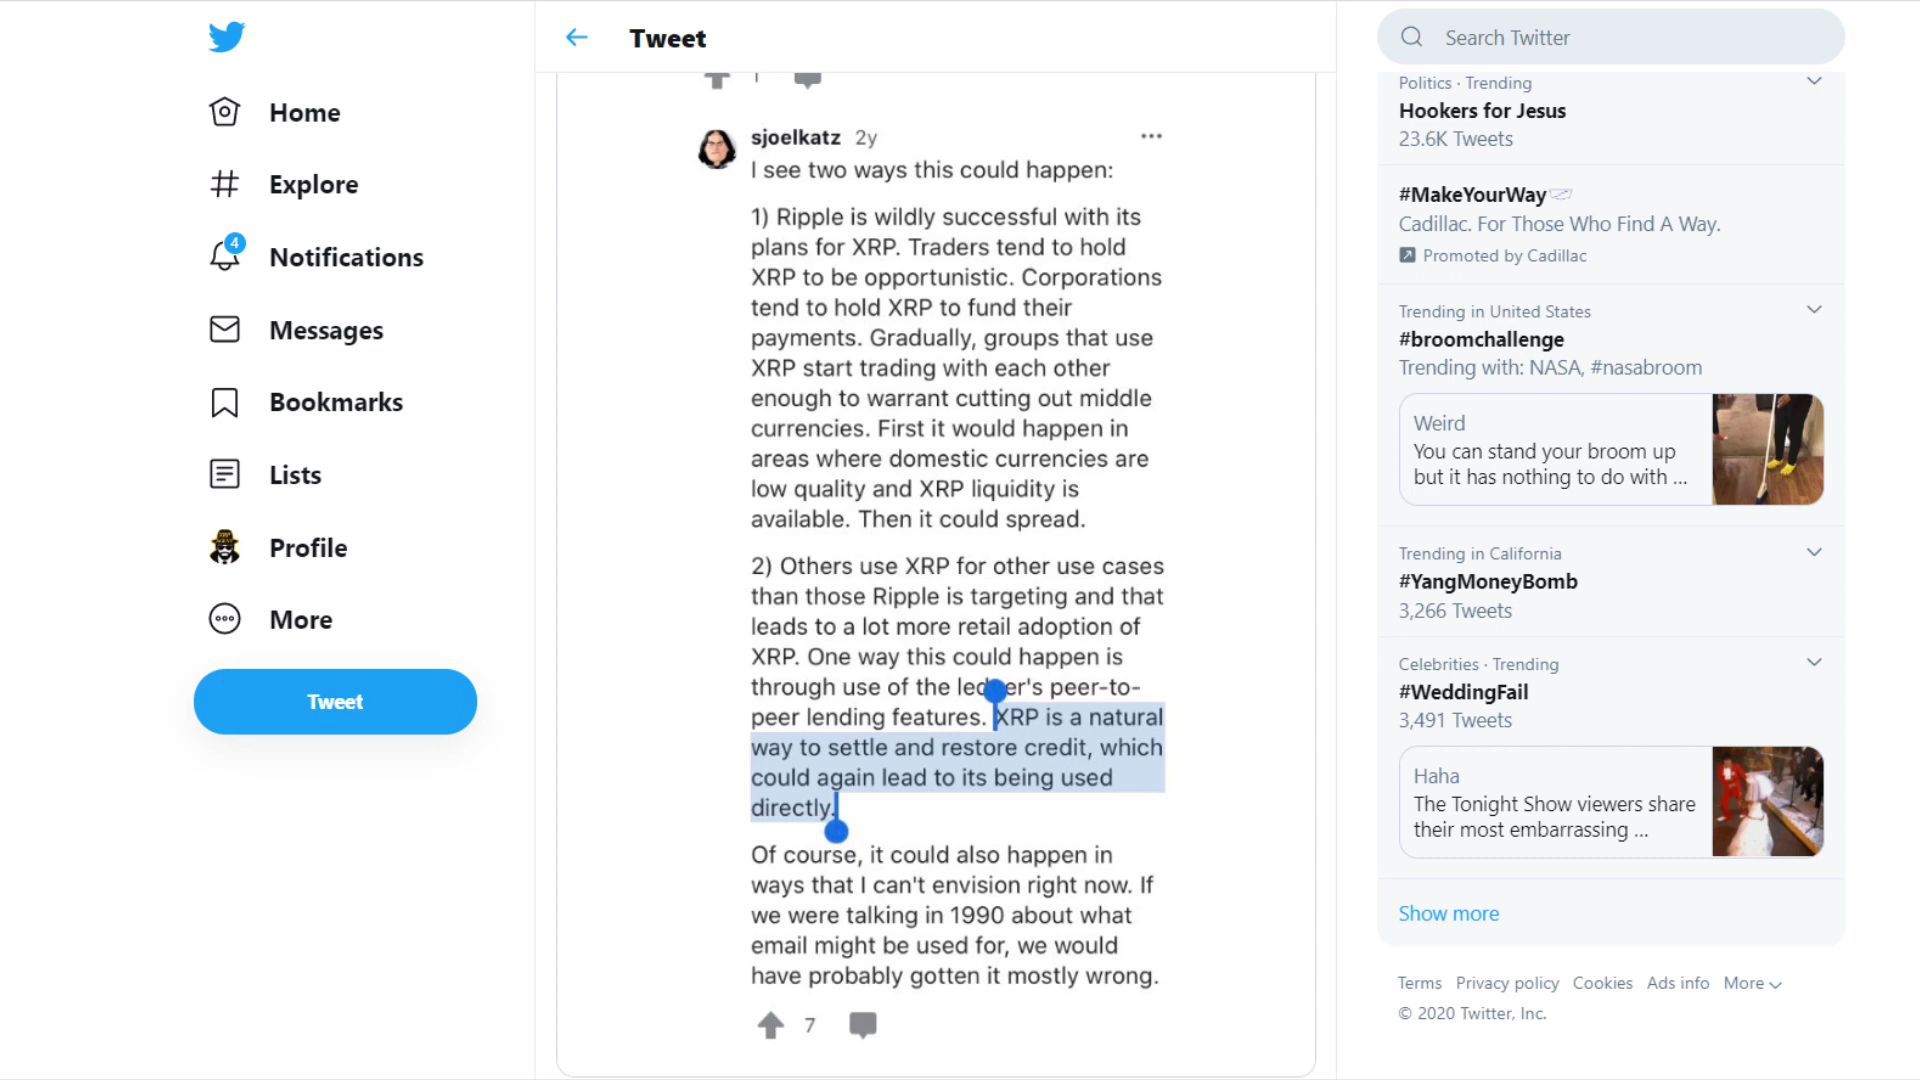 Home
Explore
4
Notifications
Messages
Bookmarks
Lists
Profile
More
Tweet
Tweet
sjoelkatz 2y
I see two ways this could happen:
1) Ripple is wildly successful with its
plans for XRP. Traders tend to hold
XRP to be opportunistic. Corporations
tend to hold XRP to fund their
payments. Gradually, groups that use
XRP start trading with each other
enough to warrant cutting out middle
currencies. First it would happen in
areas where domestic currencies are
low quality and XRP liquidity is
available. Then it could spread.
2) Others use XRP for other use cases
than those Ripple is targeting and that
leads to a lot more retail adoption of
XRP. One way this could happen is
through use of the ledger's peer-to-
peer lending features. XRP is a natural
way to settle and restore credit, which
could again lead to its being used
directly.
Of course, it could also happen in
ways that I can't envision right now. If
we were talking in 1990 about what
email might be used for, we would
have probably gotten it mostly wrong.
7
Search Twitter
Politics · Trending
Hookers for Jesus
23.6K Tweets
#MakeYourWay
Cadillac. For Those Who Find A Way.
Promoted by Cadillac
Trending in United States
#broomchallenge
Trending with: NASA, #nasabroom
Weird
You can stand your broom up
but it has nothing to do with ...
Trending in California
#YangMoneyBomb
3,266 Tweets
Celebrities · Trending
#WeddingFail
3,491 Tweets
Haha
The Tonight Show viewers share
their most embarrassing ...
Show more
Terms Privacy policy Cookies Ads info More
© 2020 Twitter, Inc.